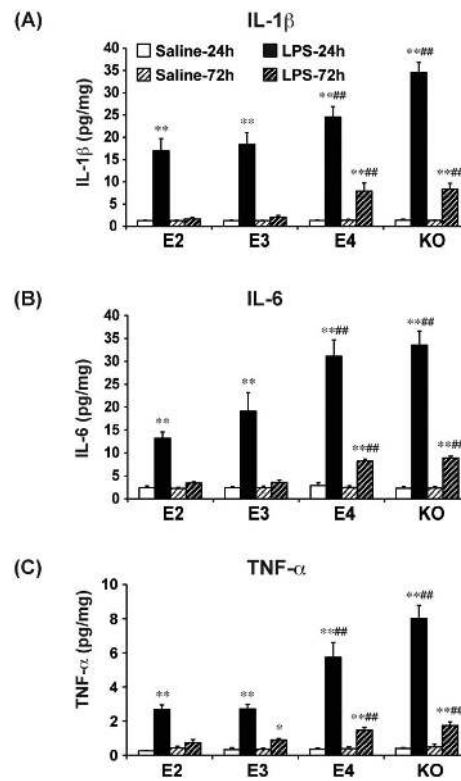 (A) IL-1β
Saline-24h LPS-24h
Saline-72h LPS-72h
IL-1β (pg/mg)
40
35
30
25
20
15
10
5
0
** ** **## **## **## **##
E2 E3 E4 KO
(B) IL-6
IL-6 (pg/mg)
40
35
30
25
20
15
10
5
0
** ** **## **## **## **##
E2 E3 E4 KO
(C) TNF-α
TNF-α (pg/mg)
10
8
6
4
2
0
** ** * **## **## **## **##
E2 E3 E4 KO